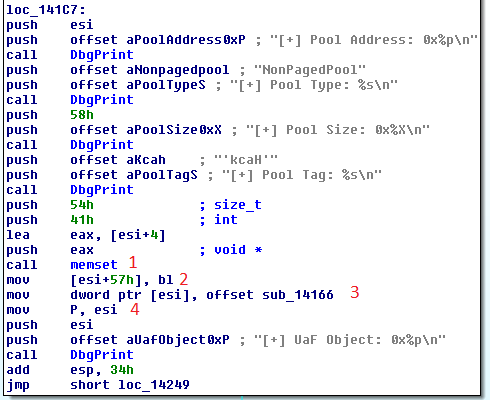 loc_141C7:
push esi
push offset aPoolAddress0xP ; "[+] Pool Address: 0x%p\n"
call DbgPrint
push offset aNonpagedpool ; "NonPagedPool"
push offset aPoolTypeS ; "[+] Pool Type: %s\n"
call DbgPrint
push 58h
push offset aPoolSize0xX ; "[+] Pool Size: 0x%X\n"
call DbgPrint
push offset aKcah ; "'kcaH'"
push offset aPoolTagS ; "[+] Pool Tag: %s\n"
call DbgPrint
push 54h ; size_t
push 41h ; int
lea eax, [esi+4]
push eax ; void *
call memset 1
mov [esi+57h], bl 2
mov dword ptr [esi], offset sub_14166 3
mov P, esi 4
push esi
push offset aUafObject0xP ; "[+] UaF Object: 0x%p\n"
call DbgPrint
add esp, 34h
jmp short loc_14249